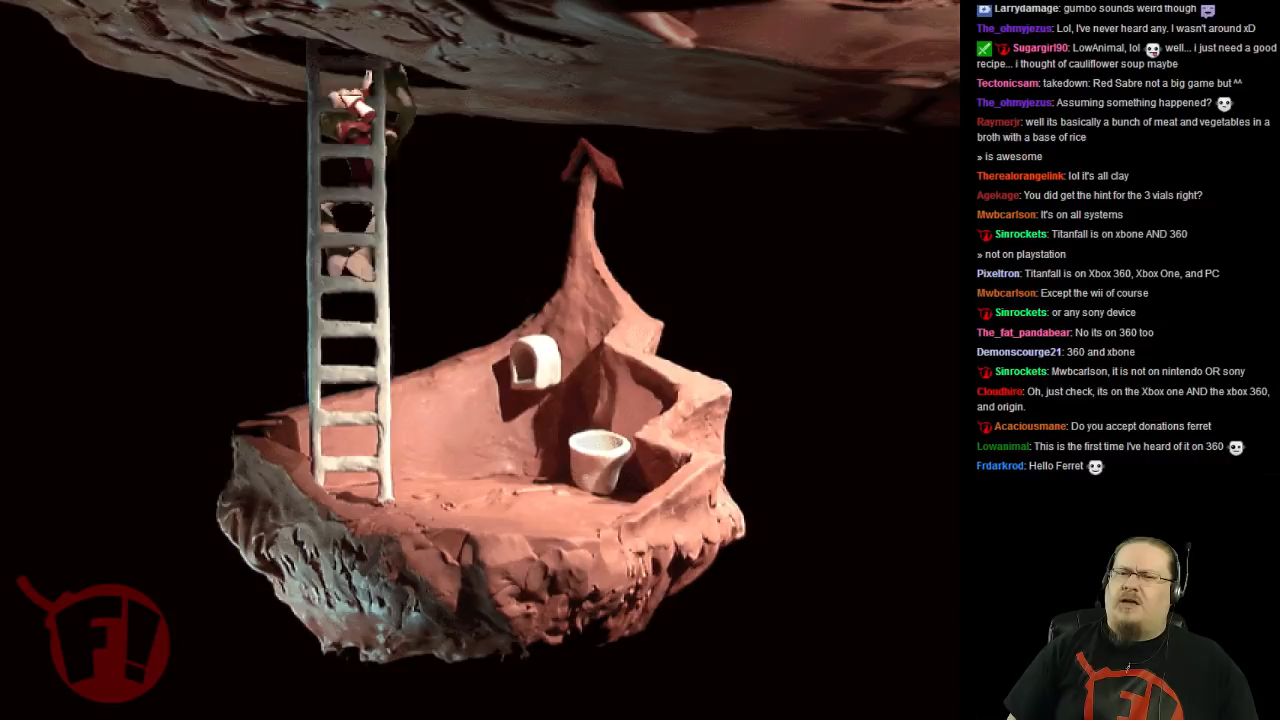 Larrydamage: gumbo sounds weird though
The_ohmyjezus: Lol, I've never heard any. I wasn't around xD
Sugargirl90: LowAnimal, lol well... i just need a good
recipe... i thought of cauliflower soup maybe
Tectonicsam: takedown: Red Sabre not a big game but ^^
The_ohmyjezus: Assuming something happened?
Raymerjr: well its basically a bunch of meat and vegetables in a
broth with a base of rice
» is awesome
Therealorangelink: lol it's all clay
Agekage: You did get the hint for the 3 vials right?
Mwbcarlson: It's on all systems
Sinrockets: Titanfall is on xbone AND 360
» not on playstation
Pixeltron: Titanfall is on Xbox 360, Xbox One, and PC
Mwbcarlson: Except the wii of course
Sinrockets: or any sony device
The_fat_pandabear: No its on 360 too
Demonscourge21: 360 and xbone
Sinrockets: Mwbcarlson, it is not on nintendo OR sony
Cloudhiro: Oh, just check, its on the Xbox one AND the xbox 360,
and origin.
Acaciousmane: Do you accept donations ferret
Lowanimal: This is the first time I've heard of it on 360
Frdarkrod: Hello Ferret